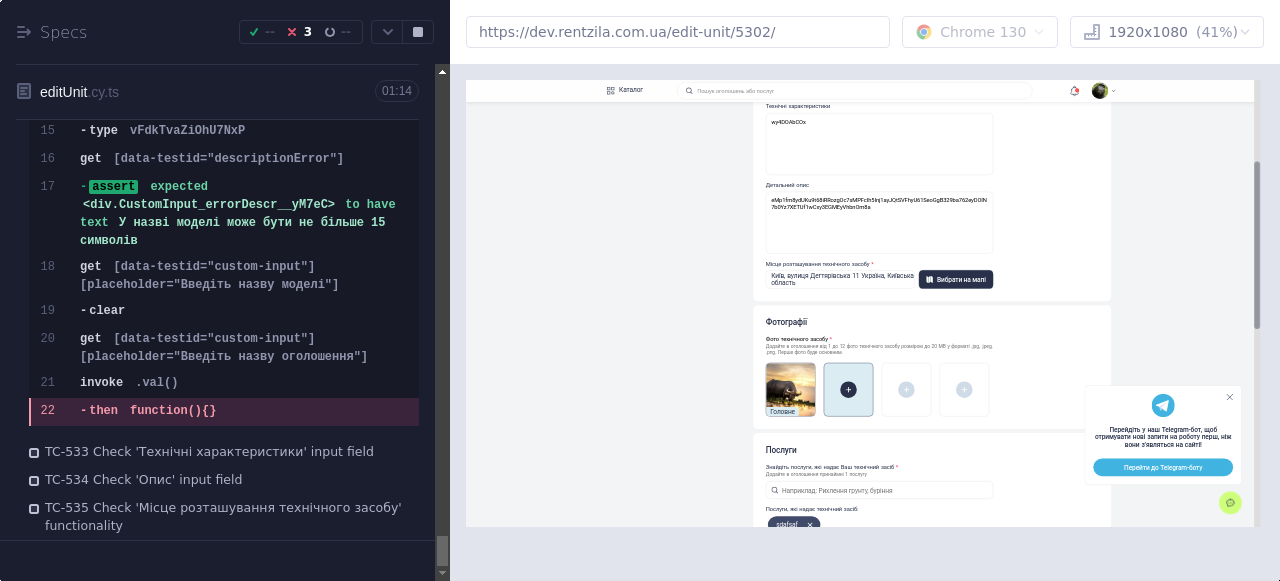 Specs
--
3
--
editUnit.cy.ts
01:14
15 -type vFdkTvaZiOhU7NxP
16 get [data-testid="descriptionError"]
17 -assert expected
<div.CustomInput_errorDescr__yM7eC> to have
text У назві моделі може бути не більше 15
символів
18 get [data-testid="custom-input"]
[placeholder="Введіть назву моделі"]
19 -clear
20 get [data-testid="custom-input"]
[placeholder="Введіть назву оголошення"]
21 invoke .val()
22 -then function(){}
TC-533 Check 'Технічні характеристики' input field
TC-534 Check 'Опис' input field
TC-535 Check 'Місце розташування технічного засобу'
functionality
https://dev.rentzila.com.ua/edit-unit/5302/
Chrome 130
1920x1080 (41%)
Каталог
Пошук оголошень або послуг
Технічні характеристики
wy4DOAbCOx
Детальний опис
Місце розташування технічного засобу *
Київ, вулиця Дегтярівська 11 Україна, Київська
область
Вибрати на мапі
Фотографії
Фото технічного засобу *
Додайте в оголошення від 1 до 12 фото технічного засобу розміром до 20 MB у форматі .jpg, .jpeg,
.png. Перше фото буде основним.
Головне
Послуги
Знайдіть послуги, які надає Ваш технічний засіб *
Додайте в оголошення принаймні 1 послугу
Наприклад: Рихлення грунту, буріння
Послуги, які надає технічний засіб:
sdafsaf
Перейдіть у наш Telegram-бот, щоб
отримувати нові запити на роботу перш, ніж
вони з'являться на сайті!
Перейти до Telegram-боту